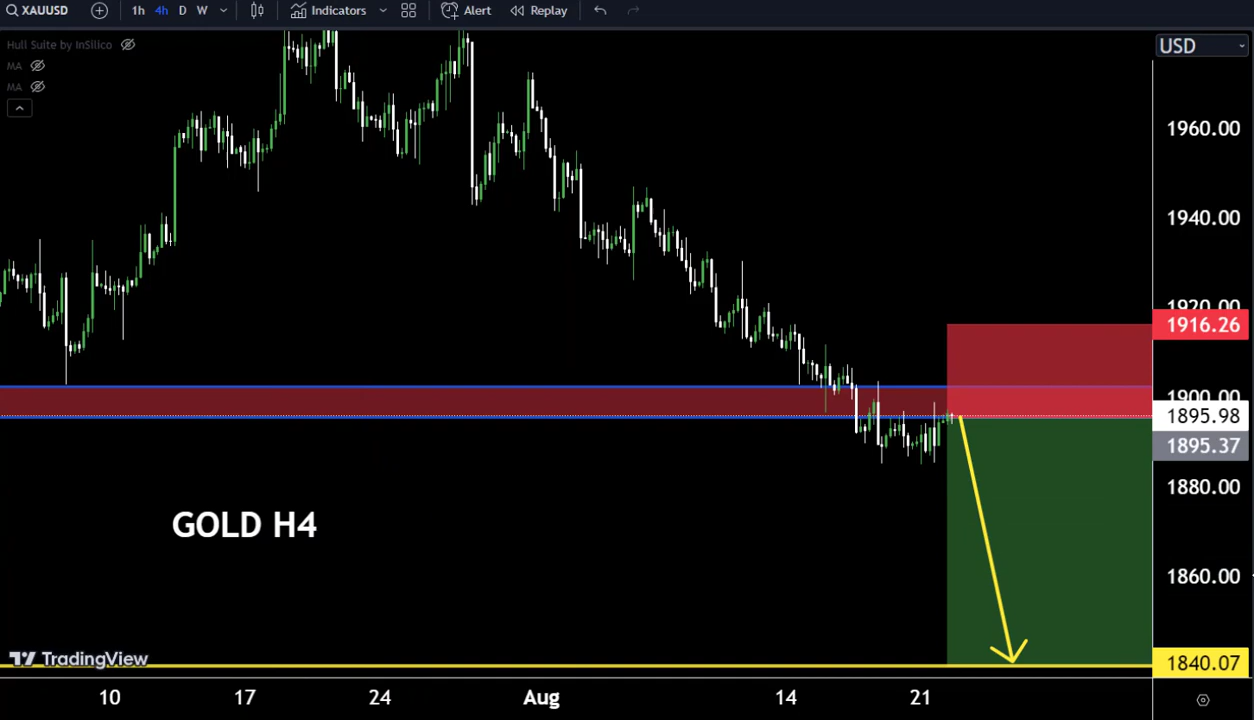 XAUUSD 1h 4h D W Indicators Alert Replay
Hull Suite by InSilico
MA
MA
USD
1960.00
1940.00
1920.00
1916.26
1900.00
1895.98
1895.37
1880.00
GOLD H4
1860.00
TradingView
1840.07
10 17 24 Aug 14 21